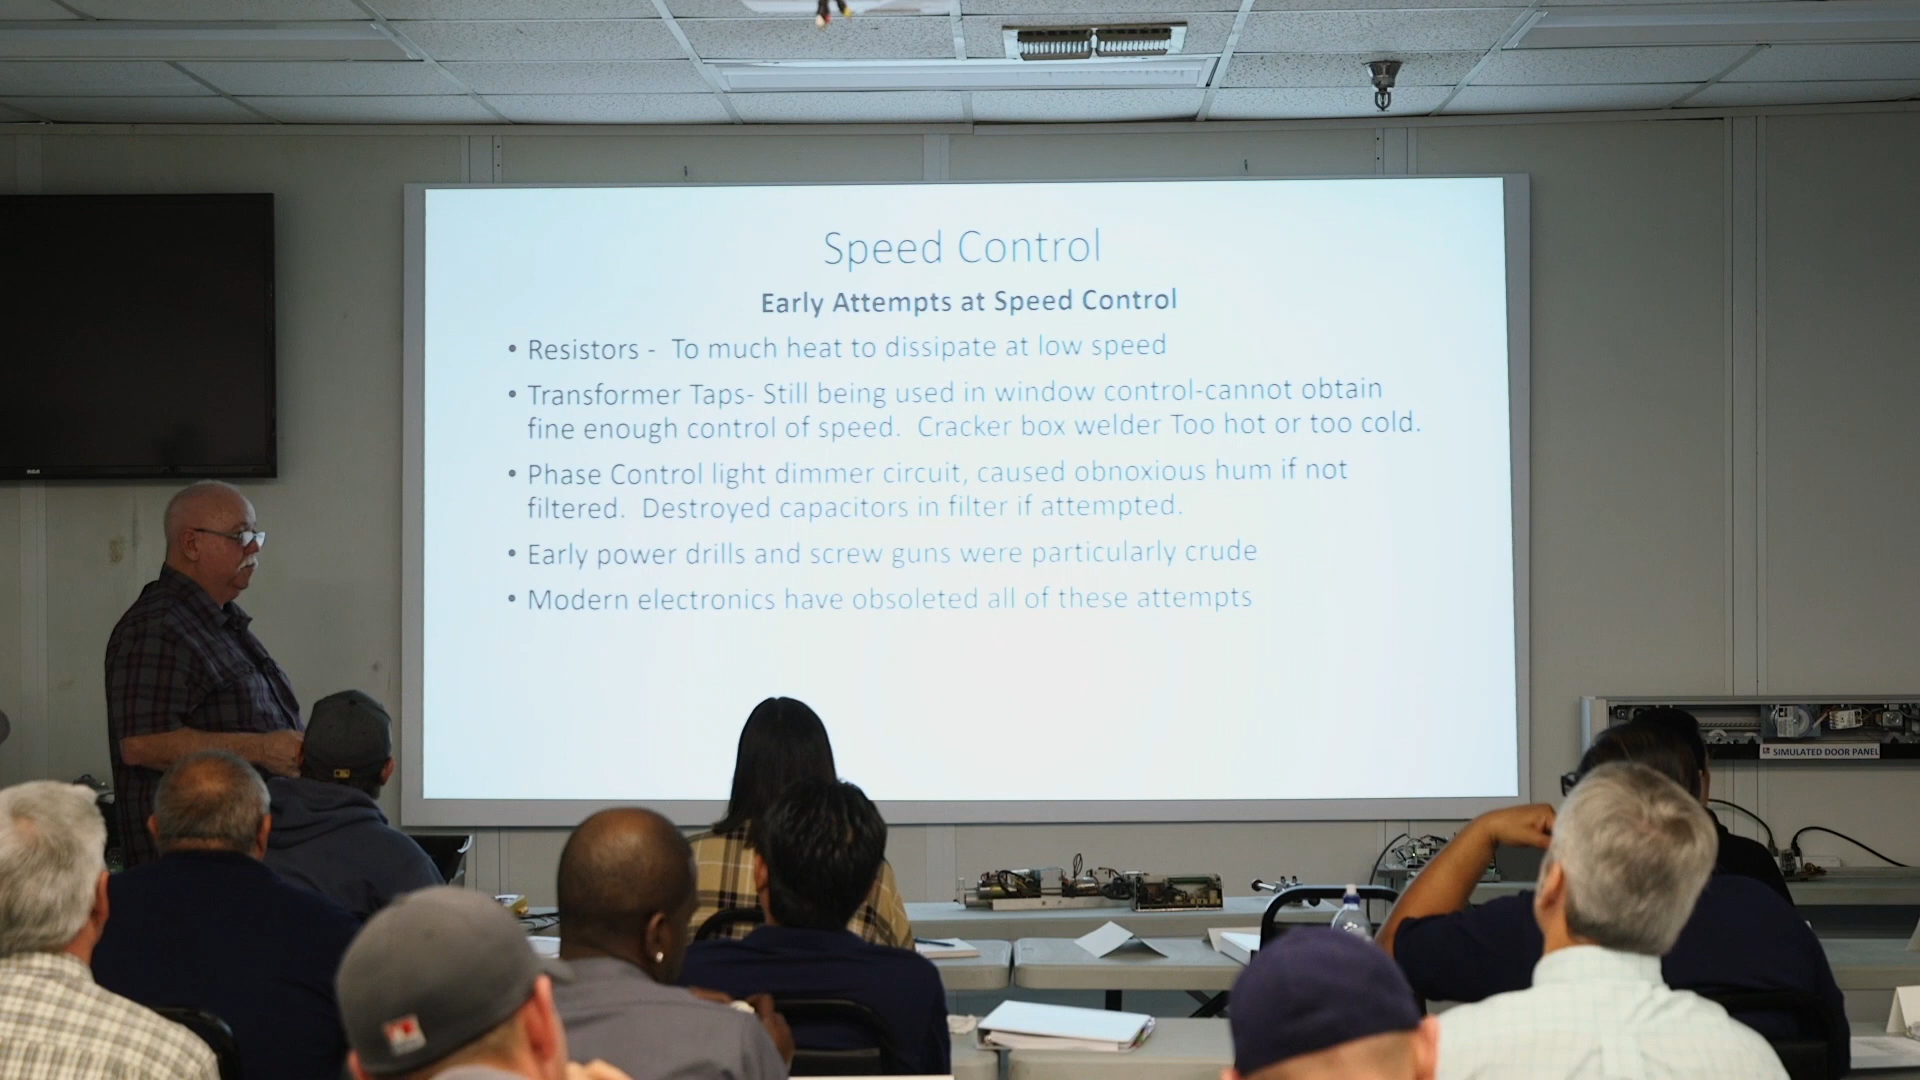 Speed Control
Early Attempts at Speed Control
• Resistors - To much heat to dissipate at low speed
• Transformer Taps- Still being used in window control-cannot obtain
fine enough control of speed. Cracker box welder Too hot or too cold.
• Phase Control light dimmer circuit, caused obnoxious hum if not
filtered. Destroyed capacitors in filter if attempted.
• Early power drills and screw guns were particularly crude
• Modern electronics have obsoleted all of these attempts
RCA
SIMULATED DOOR PANEL